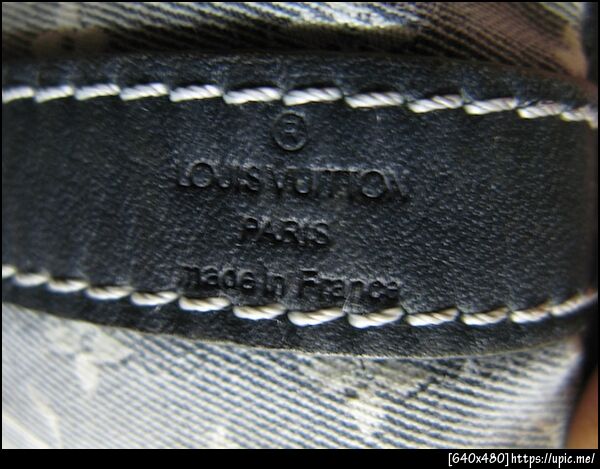 ®
LOUIS VUITTON
PARIS
made in France
[640x480]https://upic.me/